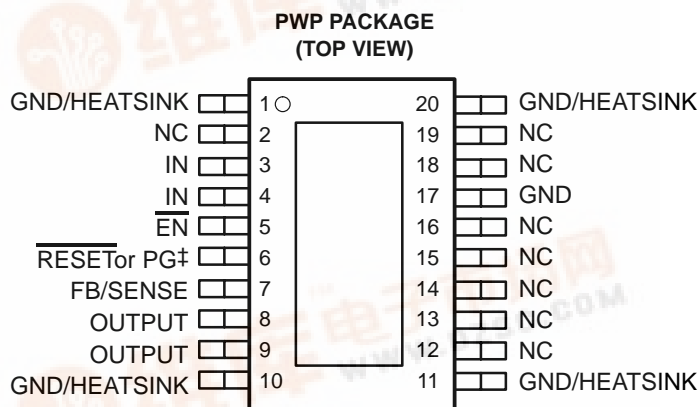 PWP PACKAGE
(TOP VIEW)
GND/HEATSINK 1 20 GND/HEATSINK
NC 2 19 NC
IN 3 18 NC
IN 4 17 GND
EN 5 16 NC
RESETor PG‡ 6 15 NC
FB/SENSE 7 14 NC
OUTPUT 8 13 NC
OUTPUT 9 12 NC
GND/HEATSINK 10 11 GND/HEATSINK